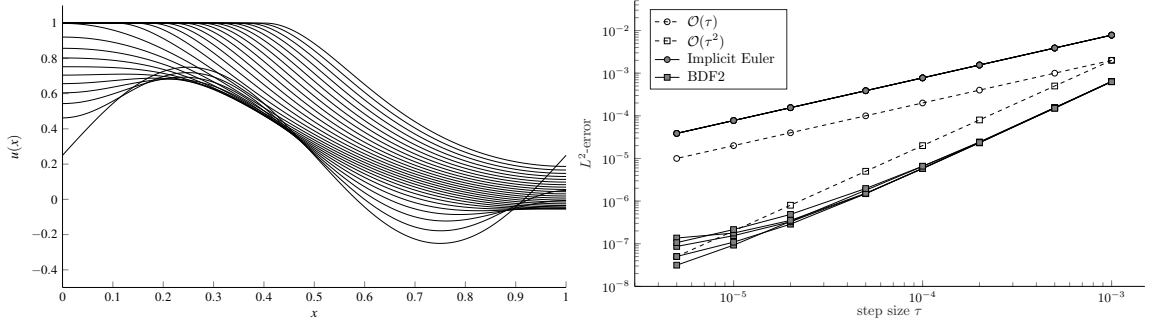 1
0.8
0.6
0.4
0.2
0
−0.2
−0.4
u(x)
0 0.1 0.2 0.3 0.4 0.5 0.6 0.7 0.8 0.9 1
x
10⁻²
10⁻³
10⁻⁴
10⁻⁵
10⁻⁶
10⁻⁷
10⁻⁸
L²-error
O(τ)
O(τ²)
Implicit Euler
BDF2
10⁻⁵ 10⁻⁴ 10⁻³
step size τ